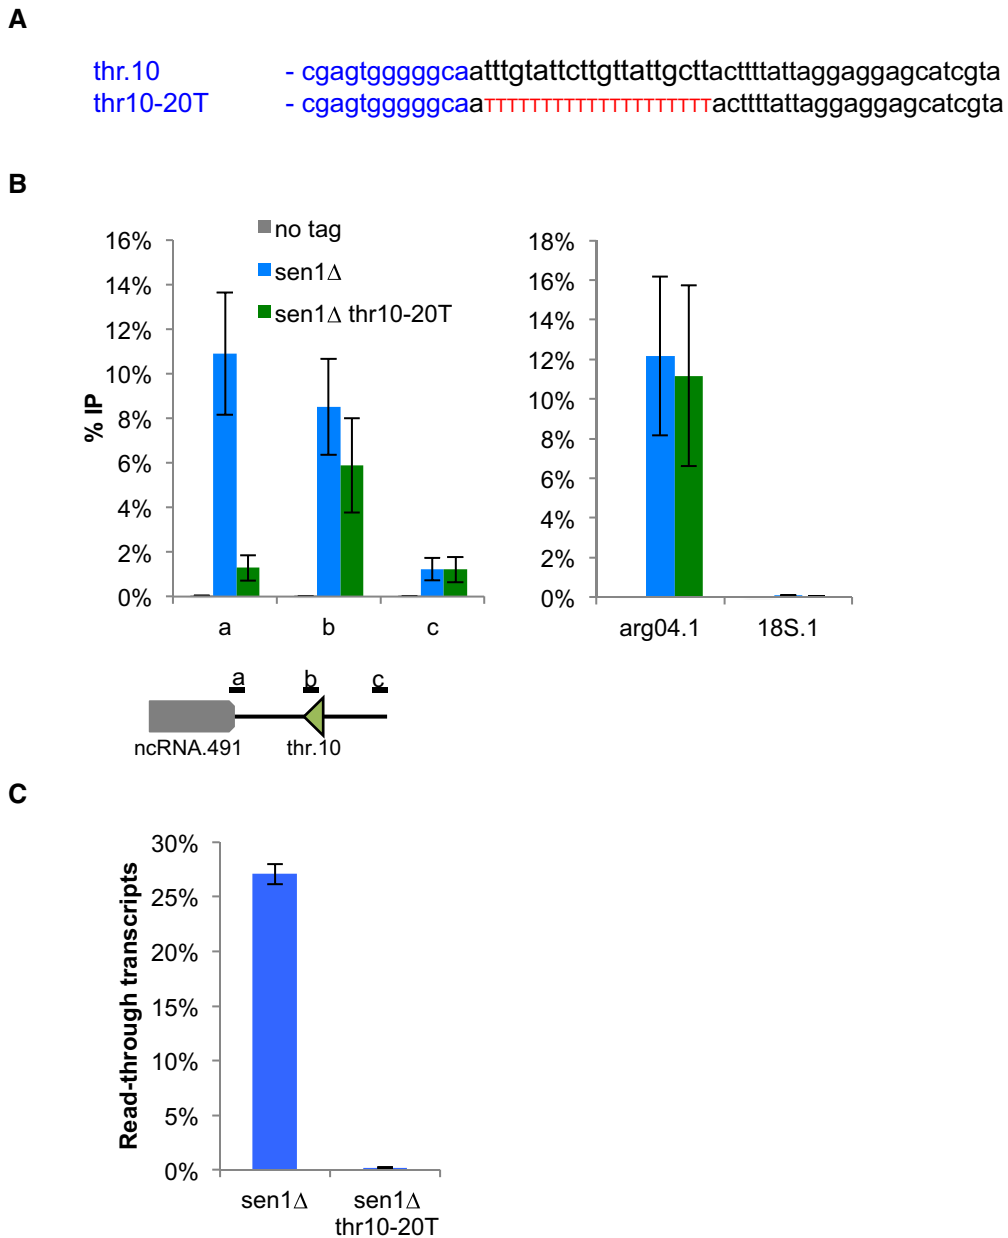 A
thr.10 - cgagtgggggcaatttgtattcttgttattgcttacttttattaggaggagcatcgta
thr10-20T - cgagtgggggcaaTTTTTTTTTTTTTTTTTTTTacttttattaggaggagcatcgta
B
no tag
sen1Δ
sen1Δ thr10-20T
% IP
16%
14%
12%
10%
8%
6%
4%
2%
0%
a b c
18%
16%
14%
12%
10%
8%
6%
4%
2%
0%
arg04.1 18S.1
a b c
ncRNA.491 thr.10
C
Read-through transcripts
30%
25%
20%
15%
10%
5%
0%
sen1Δ sen1Δ
thr10-20T